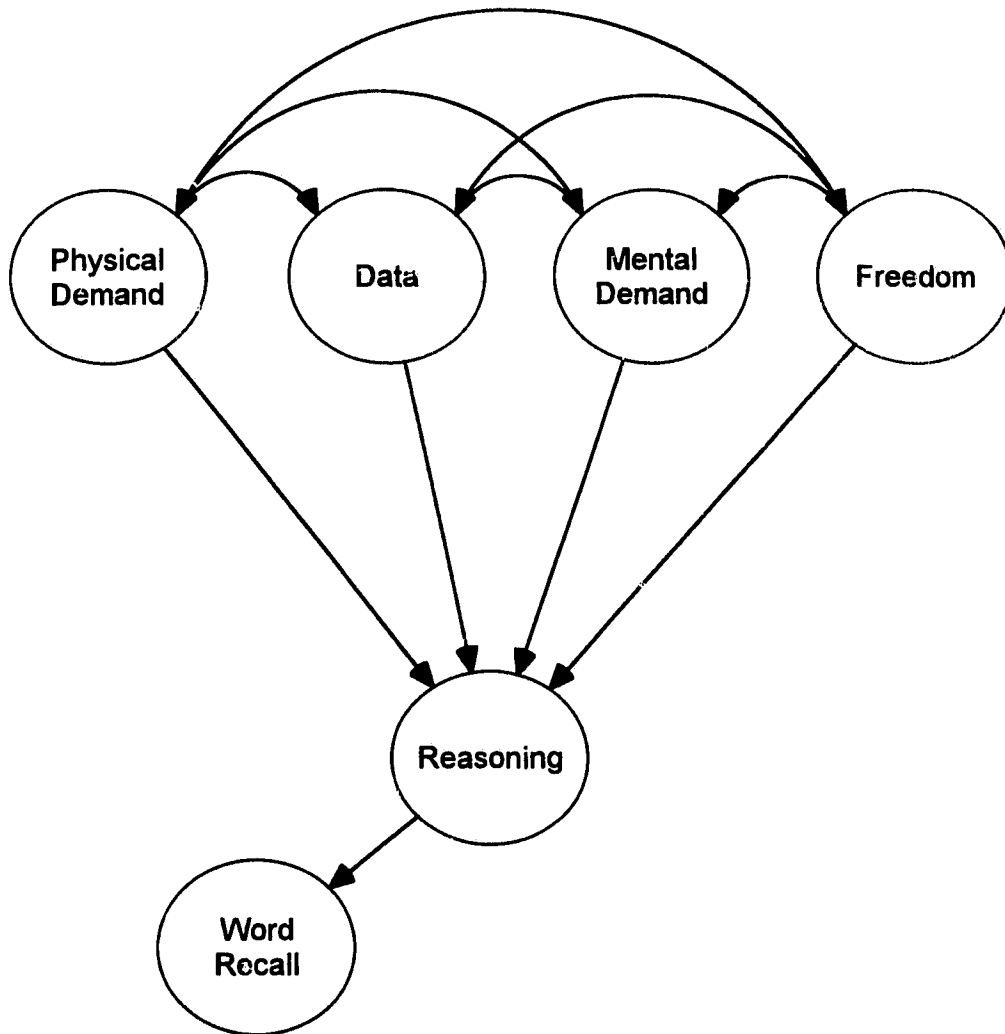 Physical
Demand
Data
Mental
Demand
Freedom
Reasoning
Word
Recall